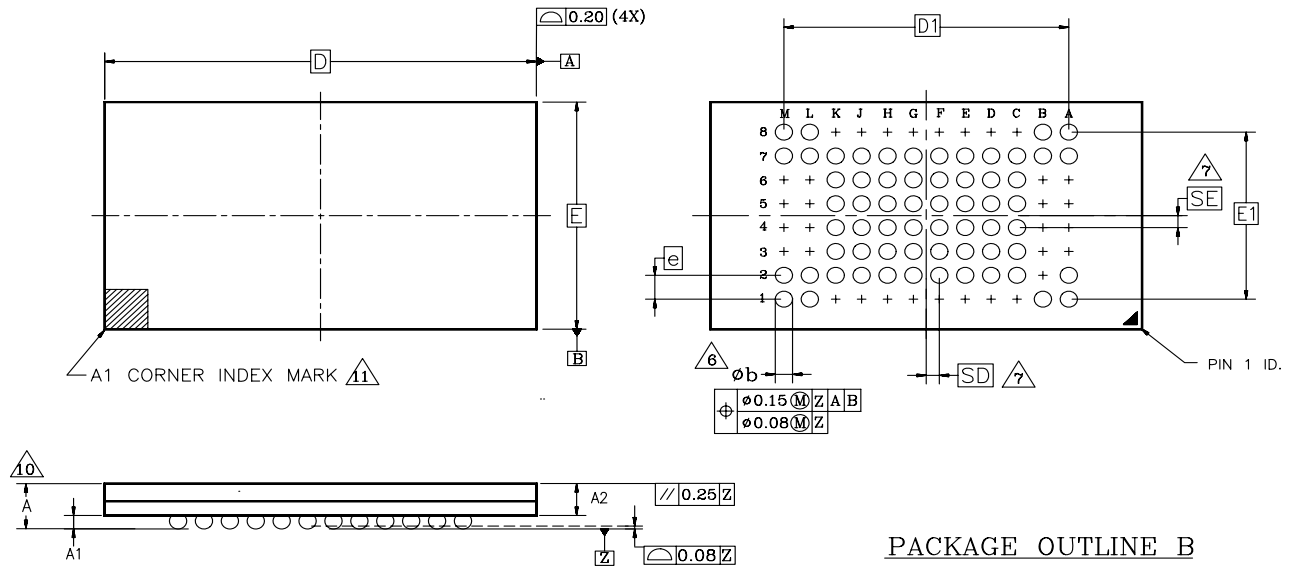 0.20 (4X)
D
A
D1
M L K J H G F E D C B A
8
7
6
5
4
3
2
1
7
SE
E1
E
e
B
A1 CORNER INDEX MARK 11
6
øb
SD 7
PIN 1 ID.
ø0.15 Ⓜ Z A B
ø0.08 Ⓜ Z
10
A
A1
A2
// 0.25 Z
Z
0.08 Z
PACKAGE OUTLINE B